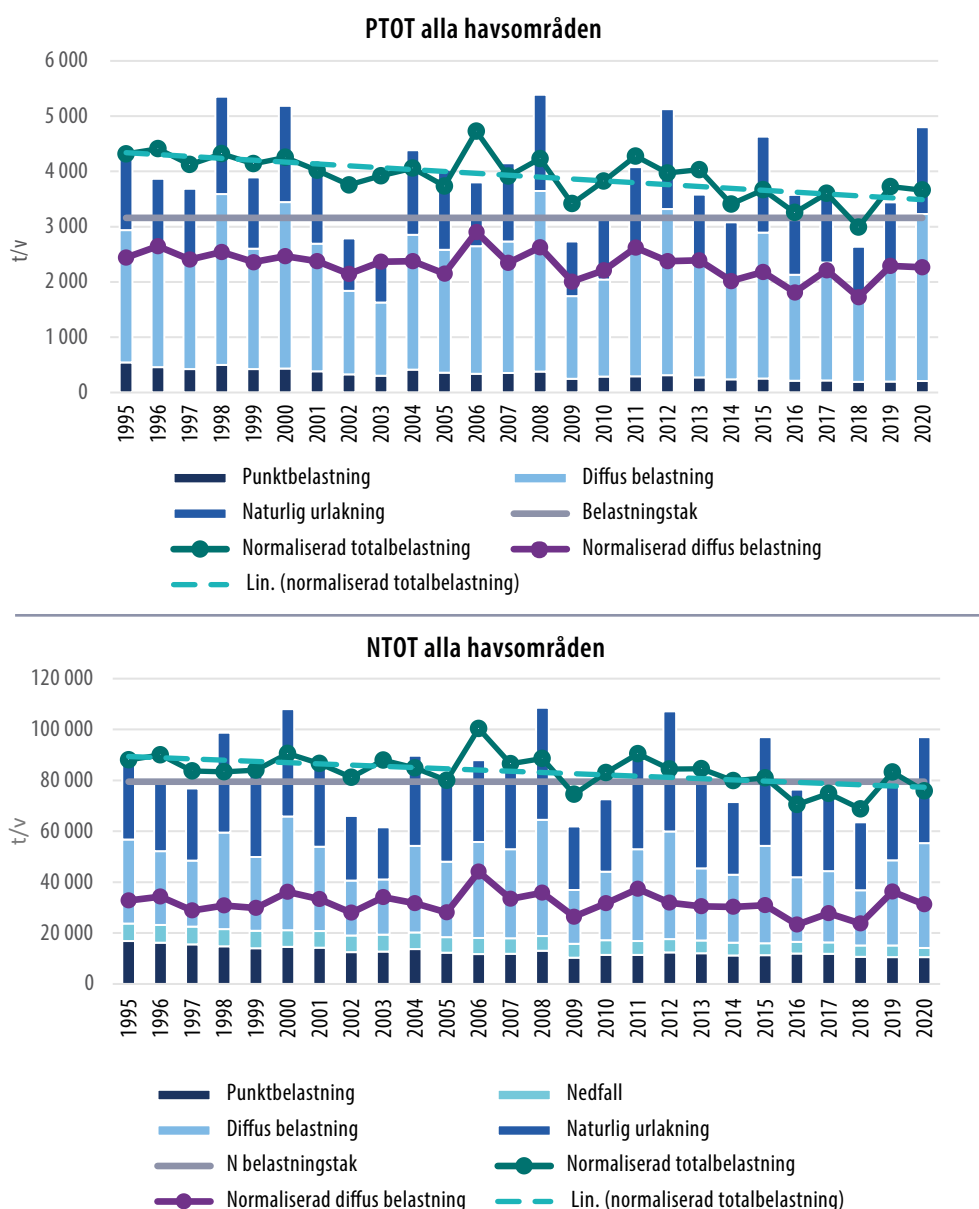 PTOT alla havsområden
6 000
5 000
4 000
3 000
2 000
1 000
0
t/v
1995 1996 1997 1998 1999 2000 2001 2002 2003 2004 2005 2006 2007 2008 2009 2010 2011 2012 2013 2014 2015 2016 2017 2018 2019 2020
Punktbelastning Diffus belastning
Naturlig urlakning Belastningstak
Normaliserad totalbelastning Normaliserad diffus belastning
Lin. (normaliserad totalbelastning)
NTOT alla havsområden
120 000
100 000
80 000
60 000
40 000
20 000
0
t/v
1995 1996 1997 1998 1999 2000 2001 2002 2003 2004 2005 2006 2007 2008 2009 2010 2011 2012 2013 2014 2015 2016 2017 2018 2019 2020
Punktbelastning Nedfall
Diffus belastning Naturlig urlakning
N belastningstak Normaliserad totalbelastning
Normaliserad diffus belastning Lin. (normaliserad totalbelastning)